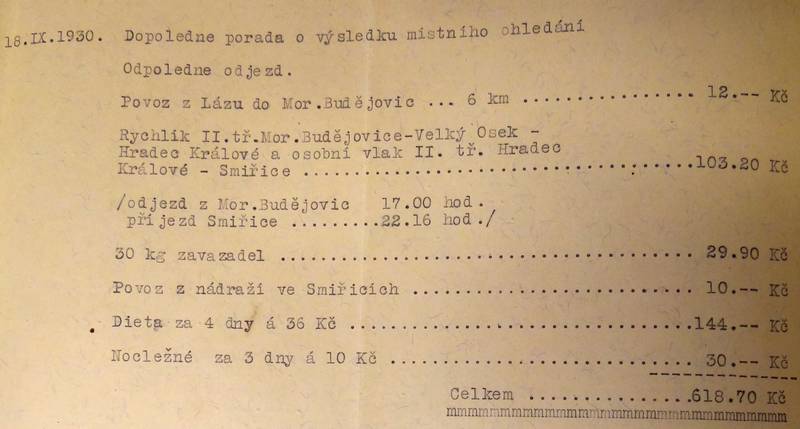 18.IX.1930. Dopoledne porada o výsledku místního ohledání
Odpoledne odjezd.
Povoz z Lázu do Mor.Budějovic ... 6 km ................ 12.-- Kč
Rychlík II.tř.Mor.Budějovice-Velký Osek -
Hradec Králové a osobní vlak II. tř. Hradec
Králové - Smiřice .....................................103.20 Kč
/odjezd z Mor.Budějovic 17.00 hod.
příjezd Smiřice .........22.16 hod./
30 kg zavazadel ....................................... 29.90 Kč
Povoz z nádraží ve Smiřicích .......................... 10.-- Kč
Dieta za 4 dny á 36 Kč ................................144.-- Kč
Nocležné za 3 dny á 10 Kč ............................. 30.-- Kč
--------------
Celkem ...............618.70 Kč
mmmmmmmmmmmmmmmmmmmmmmmmmmmmmmm